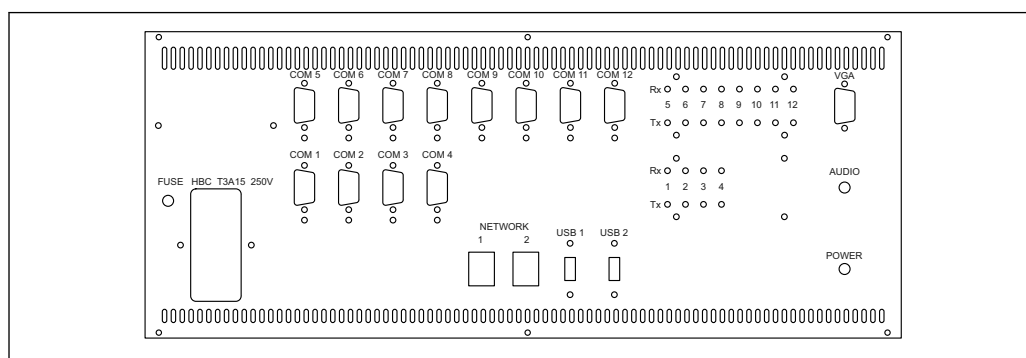 COM 5 COM 6 COM 7 COM 8 COM 9 COM 10 COM 11 COM 12
VGA
Rx
5 6 7 8 9 10 11 12
Tx
COM 1 COM 2 COM 3 COM 4
Rx
1 2 3 4
Tx
AUDIO
FUSE HBC T3A15 250V
NETWORK
1 2
USB 1 USB 2
POWER